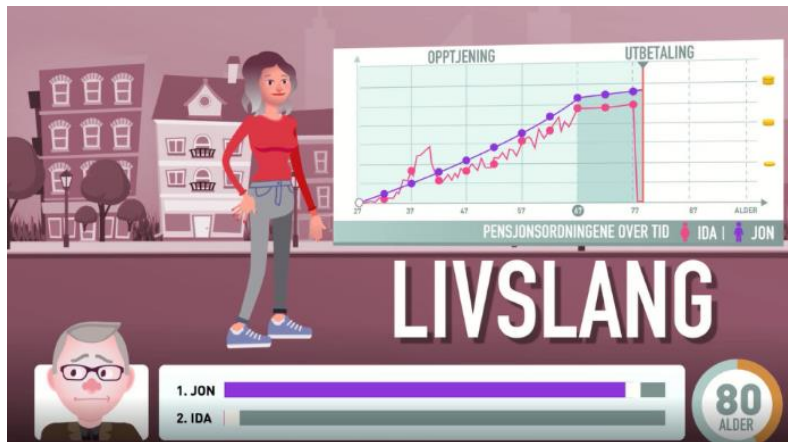 OPPTJENING UTBETALING
27 37 47 57 67 77 87 ALDER
PENSJONSORDNINGENE OVER TID IDA | JON
LIVSLANG
1. JON
2. IDA
80
ALDER